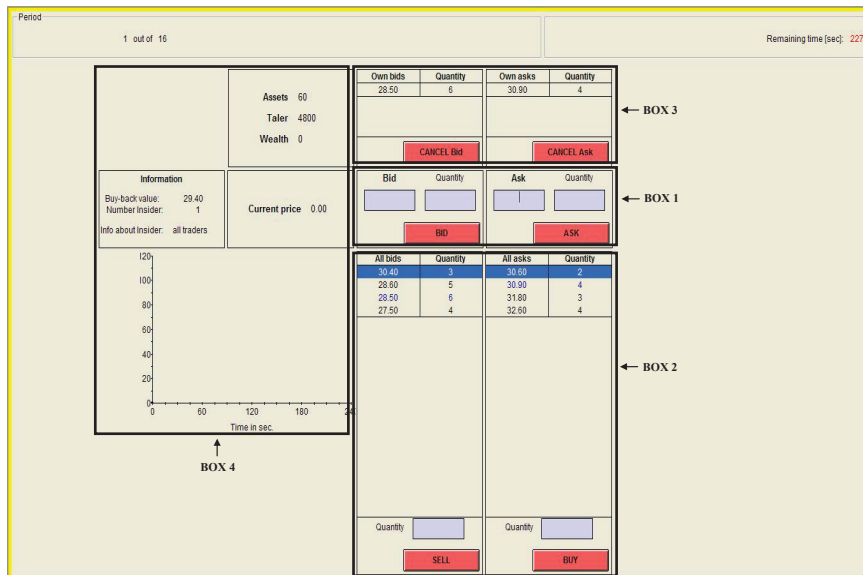 Period
1 out of 16
Remaining time [sec]: 227
Assets 60
Taler 4800
Wealth 0
Own bids Quantity Own asks Quantity
28.50 6 30.90 4
CANCEL Bid CANCEL Ask
BOX 3
Information
Buy-back value: 29.40
Number Insider: 1
Info about Insider: all traders
Current price 0.00
Bid Quantity Ask Quantity
BID ASK
BOX 1
120
100
80
60
40
20
0
0 60 120 180 24
Time in sec.
BOX 4
All bids Quantity All asks Quantity
30.40 3 30.60 2
28.60 5 30.90 4
28.50 6 31.80 3
27.50 4 32.60 4
BOX 2
Quantity Quantity
SELL BUY